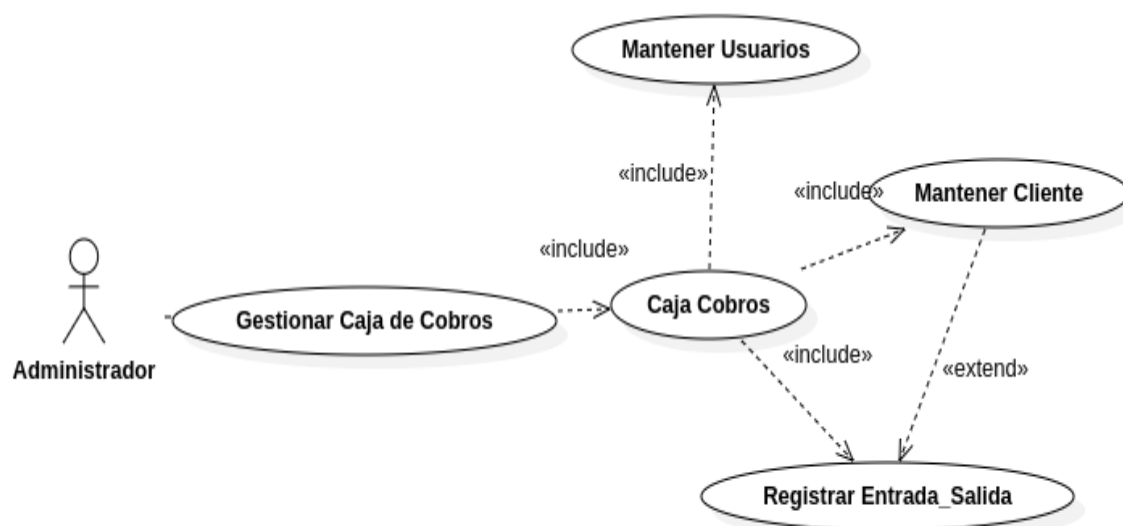 Mantener Usuarios
«include»
«include»
Mantener Cliente
«include»
Gestionar Caja de Cobros
Caja Cobros
Administrador
«include»
«extend»
Registrar Entrada_Salida